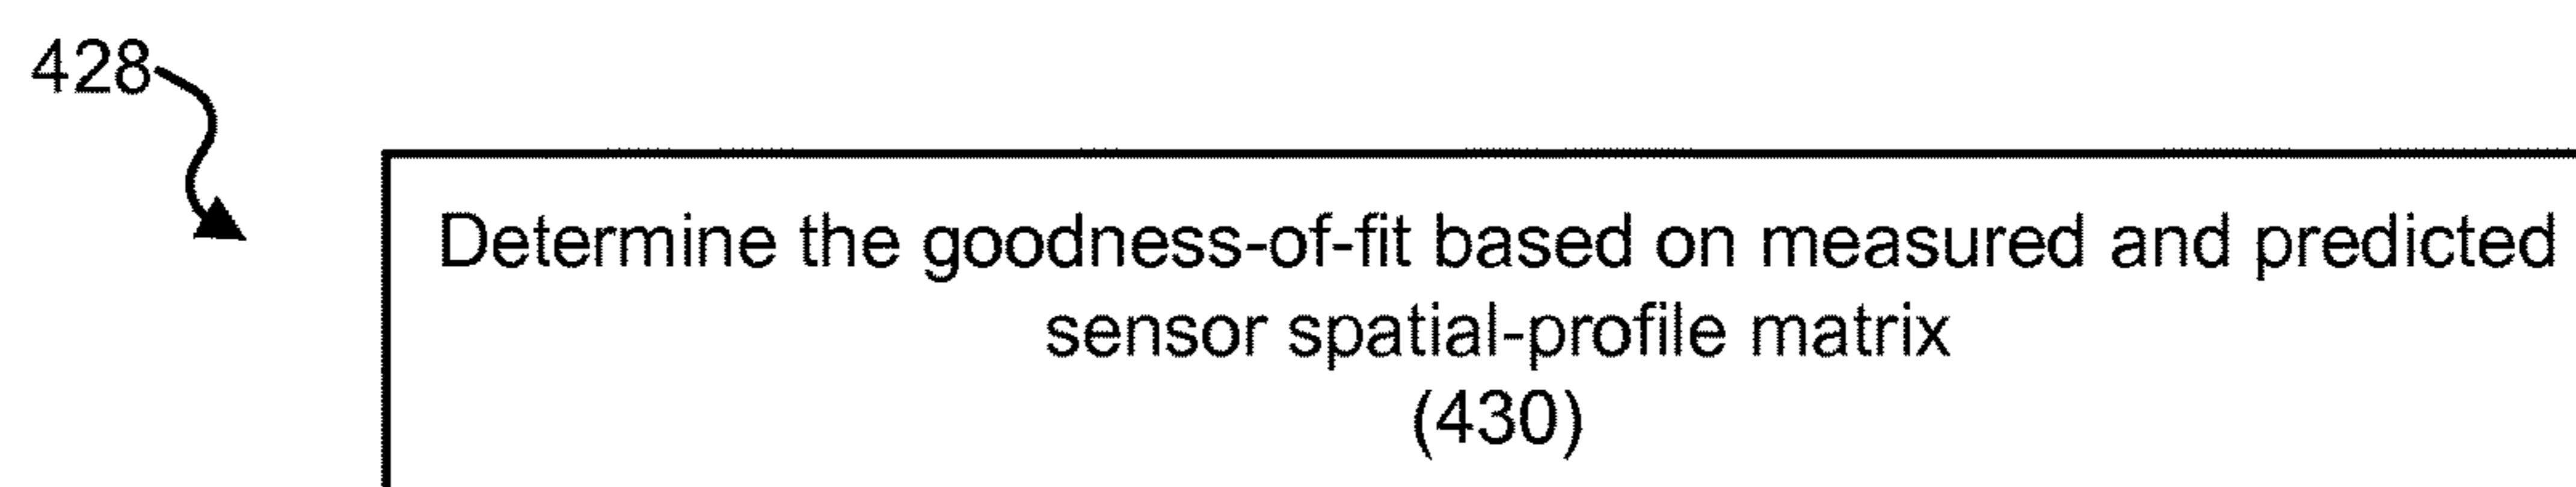 428
Determine the goodness-of-fit based on measured and predicted
sensor spatial-profile matrix
(430)